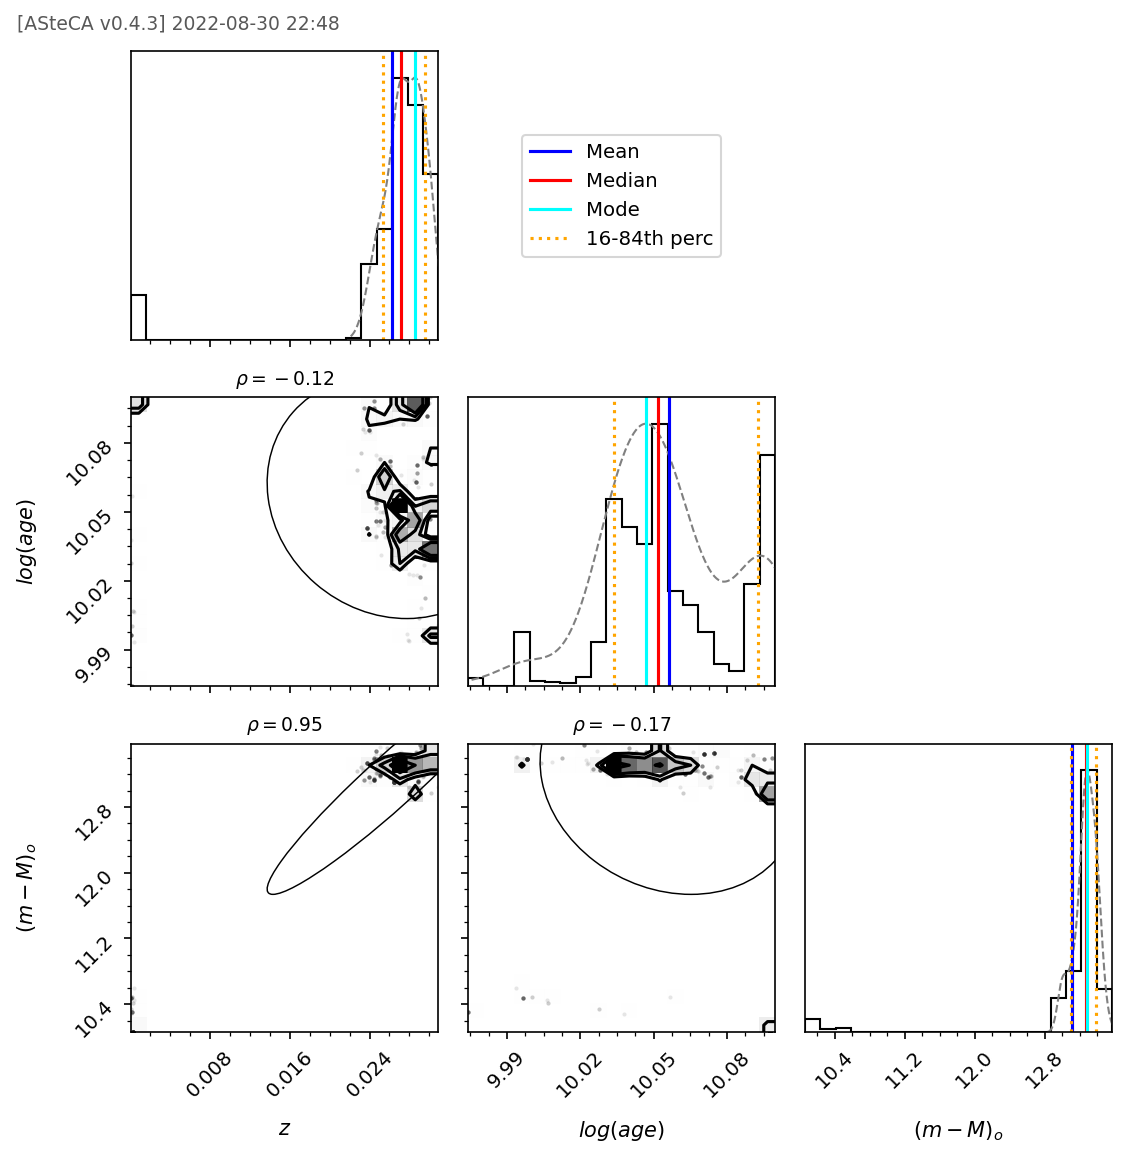 [ASteCA v0.4.3] 2022-08-30 22:48
Mean
Median
Mode
16-84th perc
ρ = − 0.12
10.08
10.05
10.02
9.99
log(age)
ρ = 0.95
ρ = − 0.17
12.8
12.0
11.2
10.4
(m − M)ₒ
0.008
0.016
0.024
9.99
10.02
10.05
10.08
10.4
11.2
12.0
12.8
z
log(age)
(m − M)ₒ